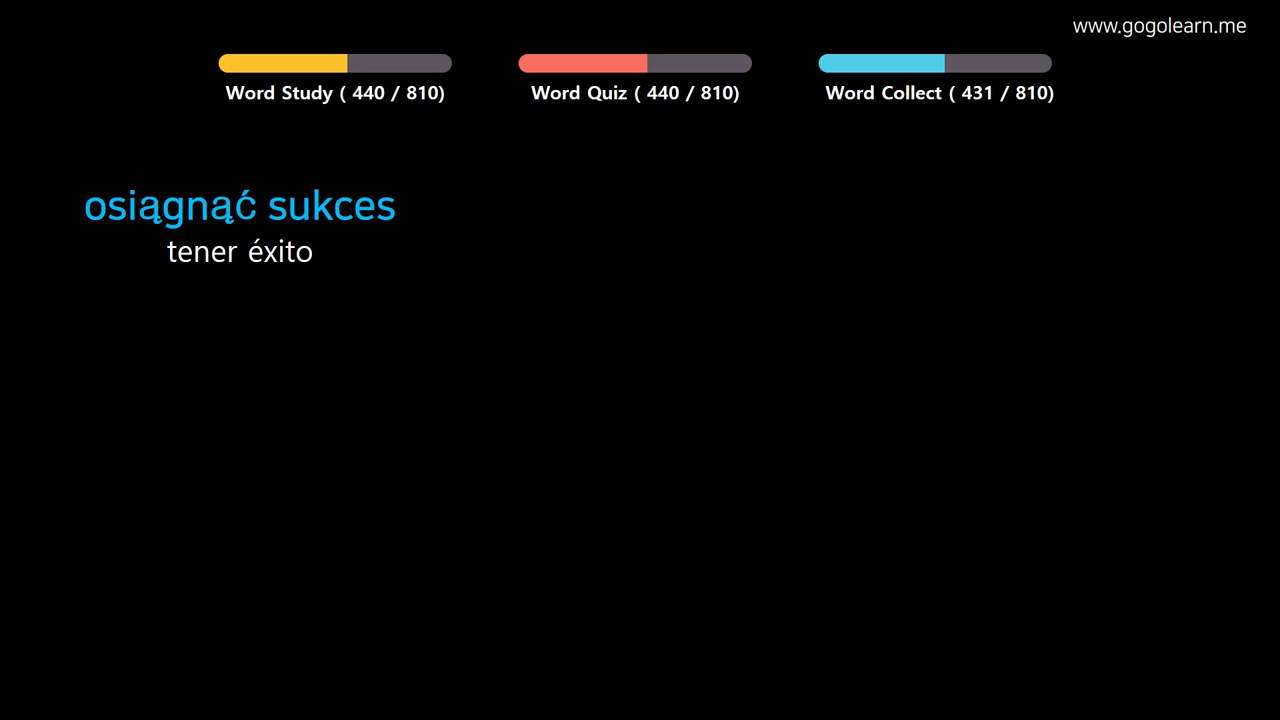 www.gogolearn.me
Word Study ( 440 / 810)
Word Quiz ( 440 / 810)
Word Collect ( 431 / 810)
osiągnąć sukces
tener éxito